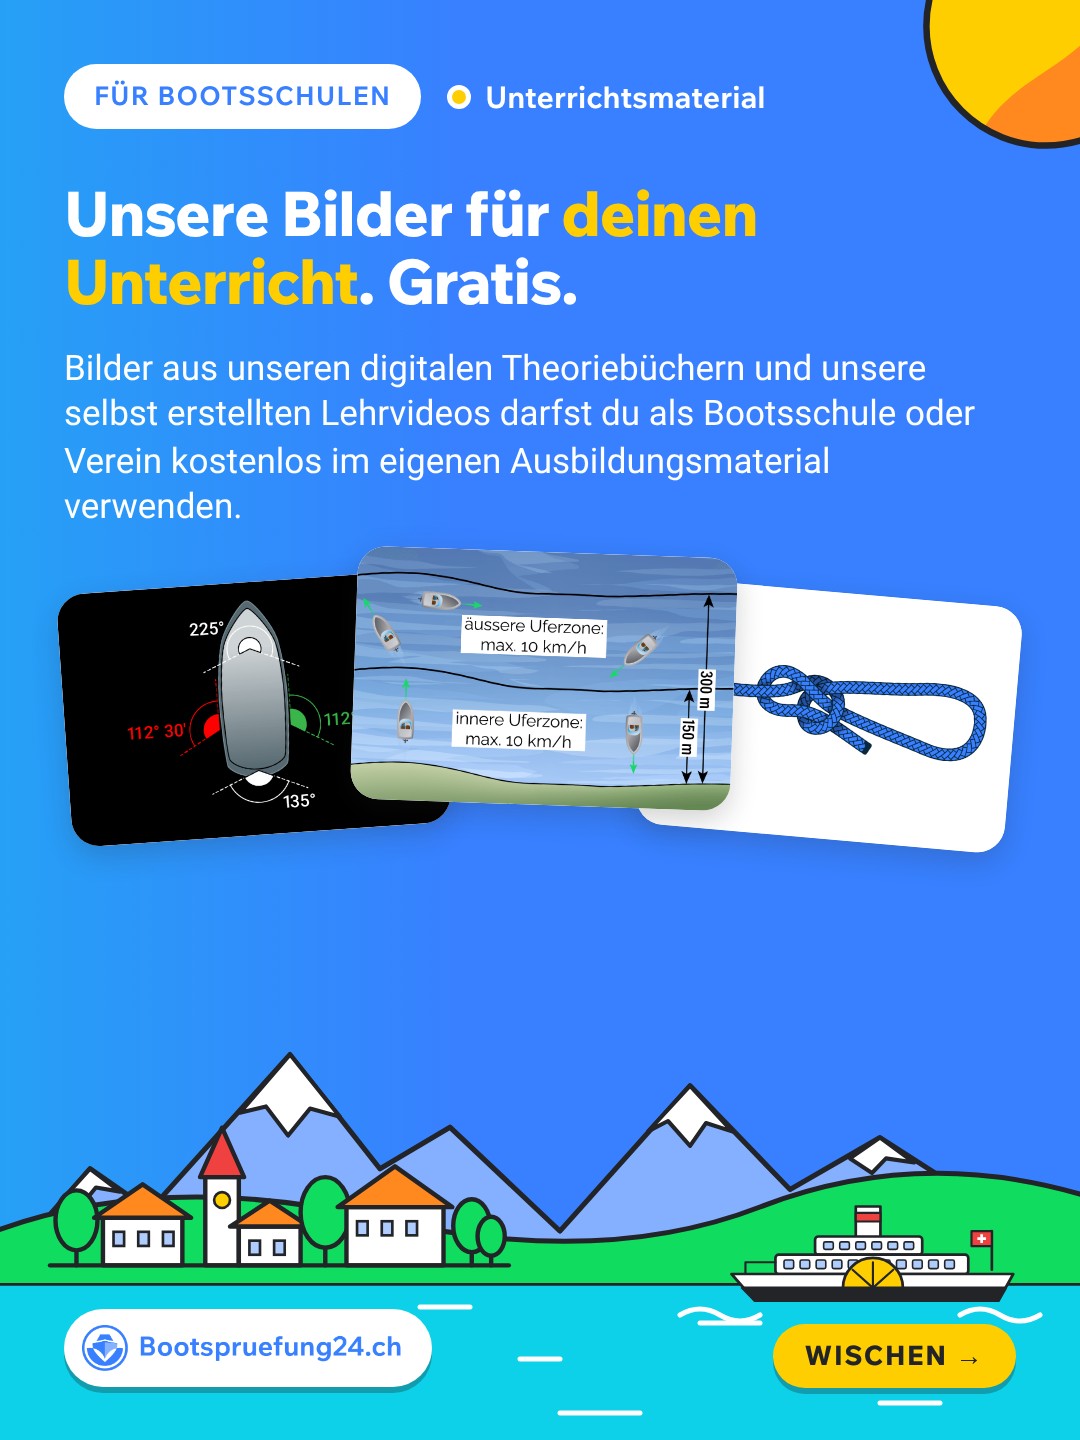 FÜR BOOTSSCHULEN
Unterrichtsmaterial
Unsere Bilder für deinen
Unterricht. Gratis.
Bilder aus unseren digitalen Theoriebüchern und unsere
selbst erstellten Lehrvideos darfst du als Bootsschule oder
Verein kostenlos im eigenen Ausbildungsmaterial
verwenden.
225°
112° 30'
112°
135°
äussere Uferzone:
max. 10 km/h
innere Uferzone:
max. 10 km/h
300 m
150 m
Bootspruefung24.ch
WISCHEN →